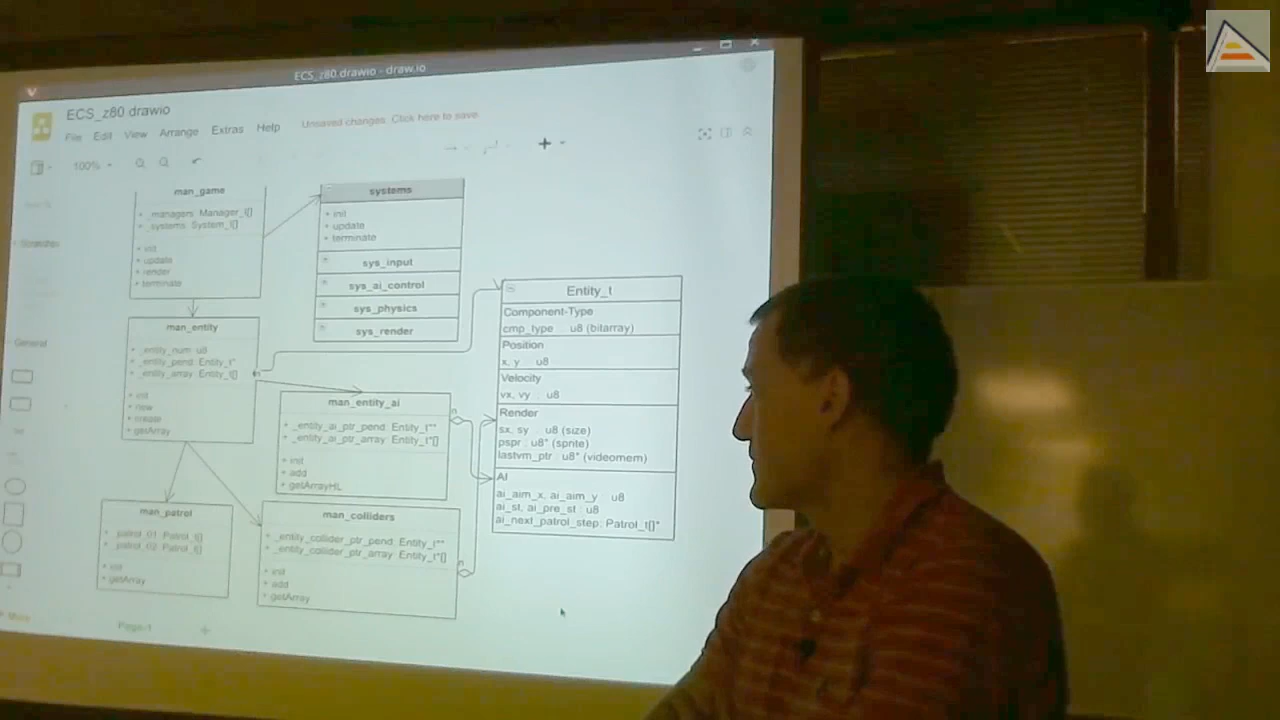 ECS_z80.drawio - draw.io
ECS_z80.drawio
File Edit View Arrange Extras Help
Unsaved changes. Click here to save.
100%
man_game
+ _managers: Manager_t[]
+ _systems: System_t[]
+ init
+ update
+ render
+ terminate
systems
+ init
+ update
+ terminate
sys_input
sys_ai_control
sys_physics
sys_render
man_entity
+ _entity_num: u8
+ _entity_pend: Entity_t*
+ _entity_array: Entity_t[]
+ init
+ new
+ create
+ getArray
n
Entity_t
Component-Type
cmp_type : u8 (bitarray)
Position
x, y : u8
Velocity
vx, vy : u8
Render
sx, sy : u8 (size)
pspr : u8* (sprite)
lastvm_ptr : u8* (videomem)
AI
ai_aim_x, ai_aim_y : u8
ai_st, ai_pre_st : u8
ai_next_patrol_step: Patrol_t[]*
man_entity_ai
+ _entity_ai_ptr_pend: Entity_t**
+ _entity_ai_ptr_array: Entity_t*[]
+ init
+ add
+ getArrayHL
n
man_patrol
+ _patrol_01: Patrol_t[]
+ _patrol_02: Patrol_t[]
+ init
+ getArray
man_colliders
+ _entity_collider_ptr_pend: Entity_t**
+ _entity_collider_ptr_array: Entity_t*[]
+ init
+ add
+ getArray
n
General
Page-1